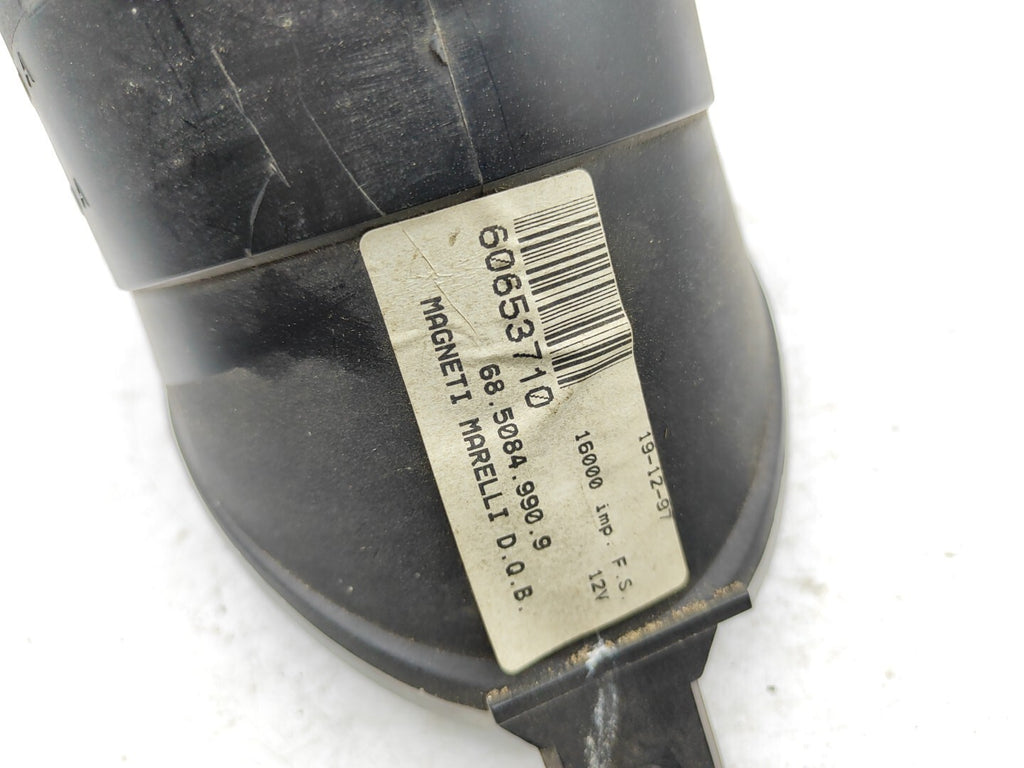 60653710
68.5084.990.9
MAGNETI MARELLI D.Q.B.
19-12-97
16000 imp. F.S.
12V